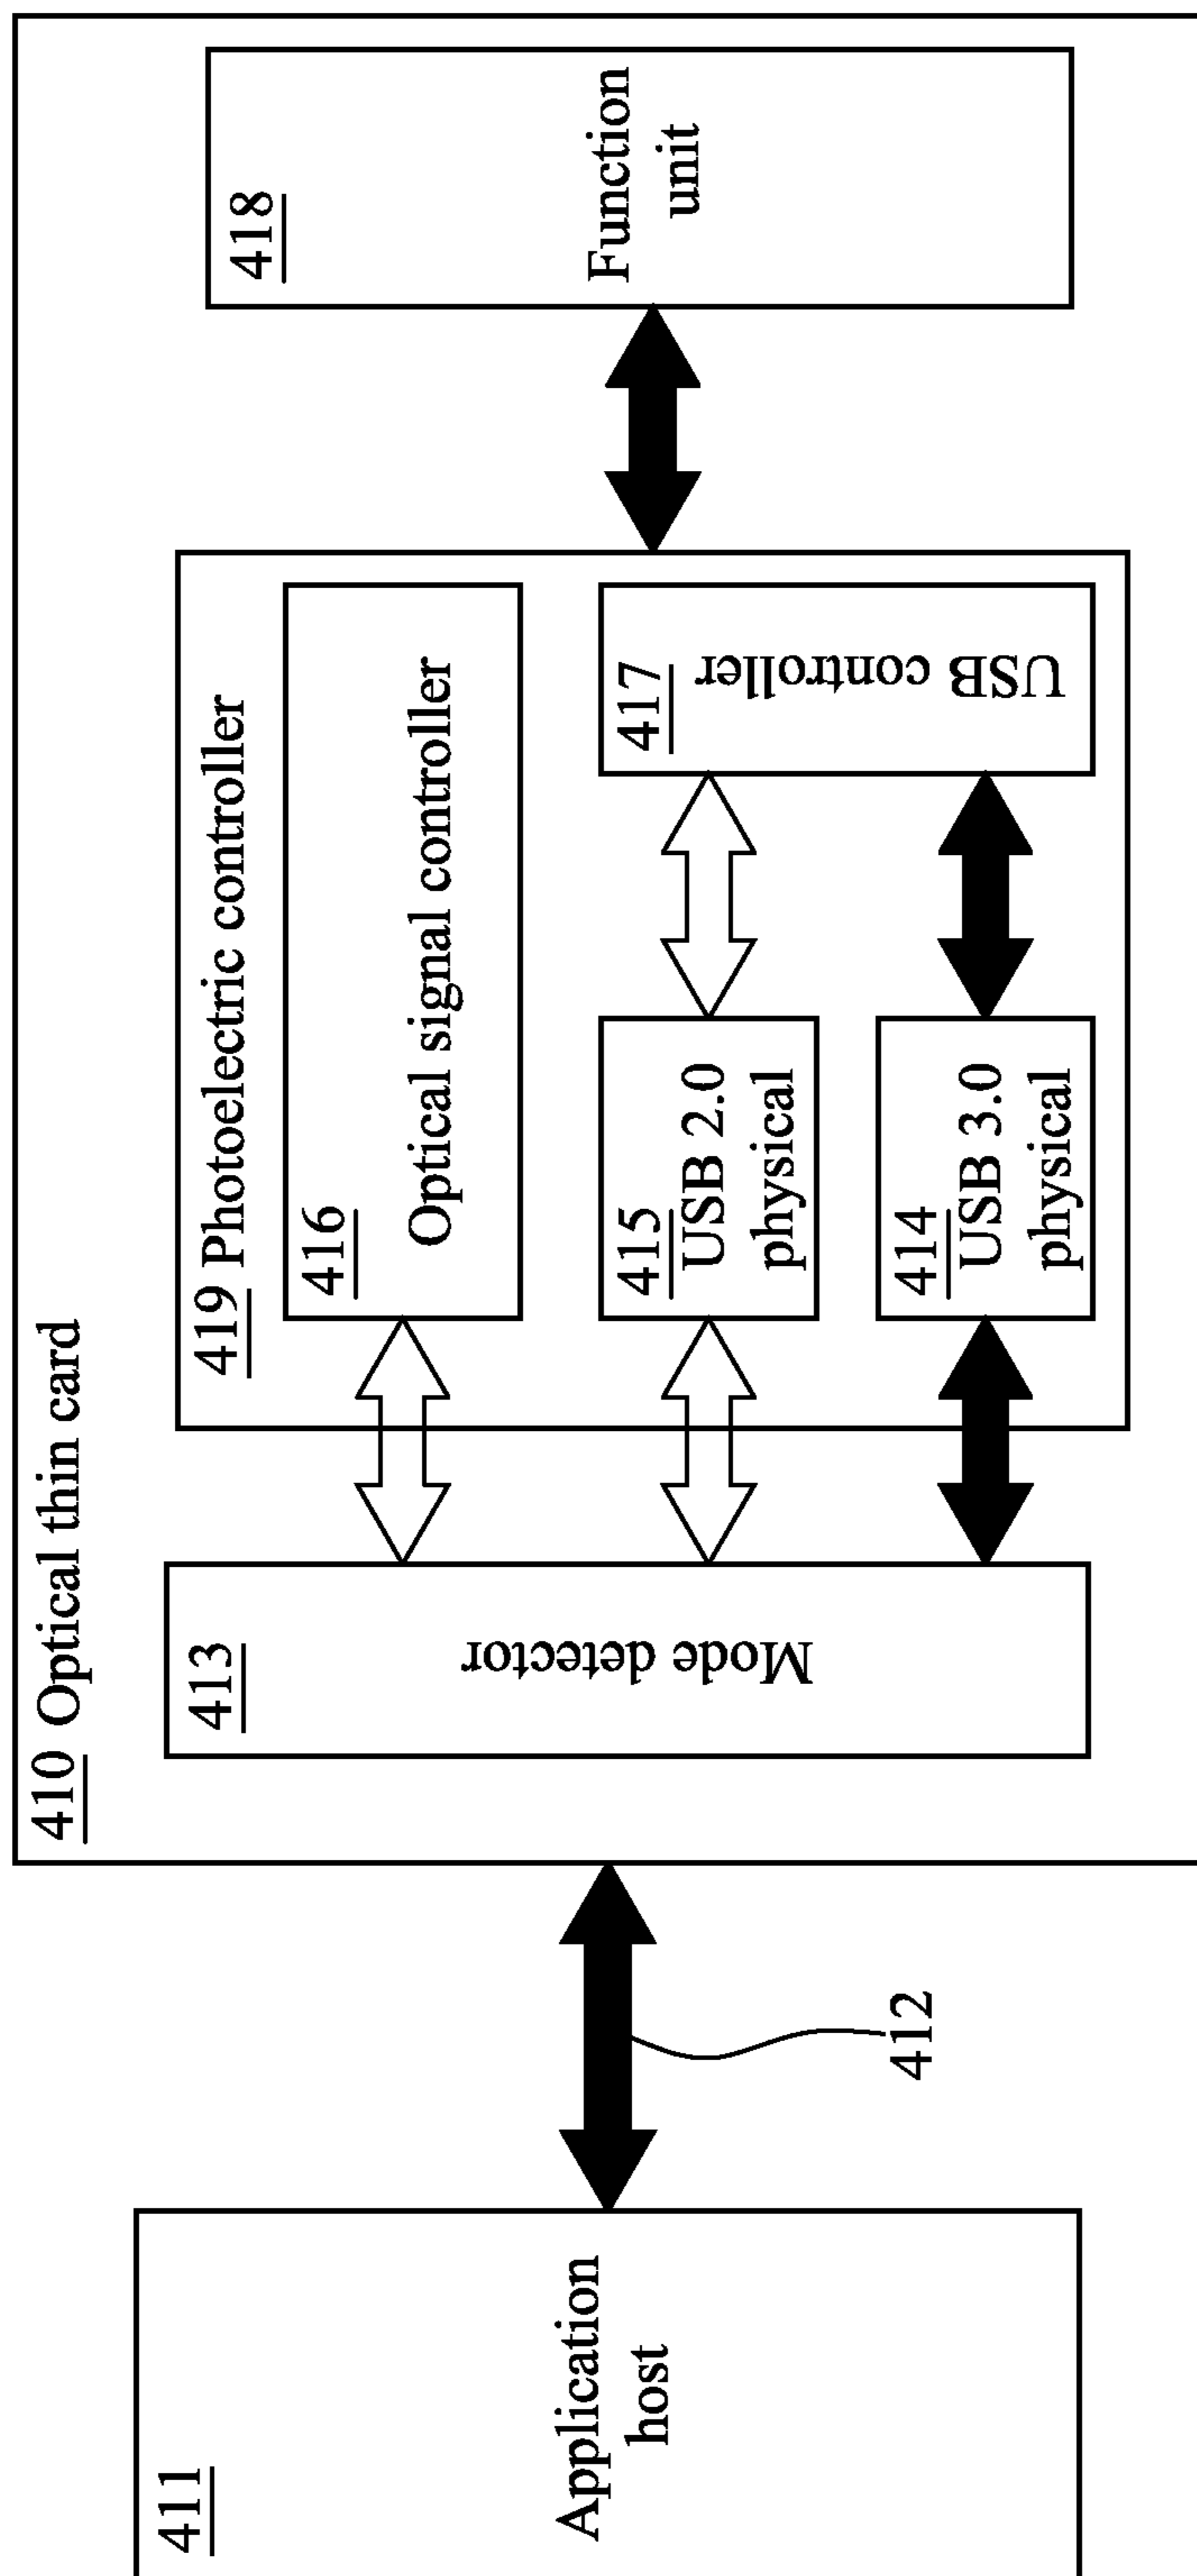 410 Optical thin card
411
Application
host
412
413
Mode detector
419 Photoelectric controller
416
Optical signal controller
415
USB 2.0
physical
414
USB 3.0
physical
417
USB controller
418
Function
unit